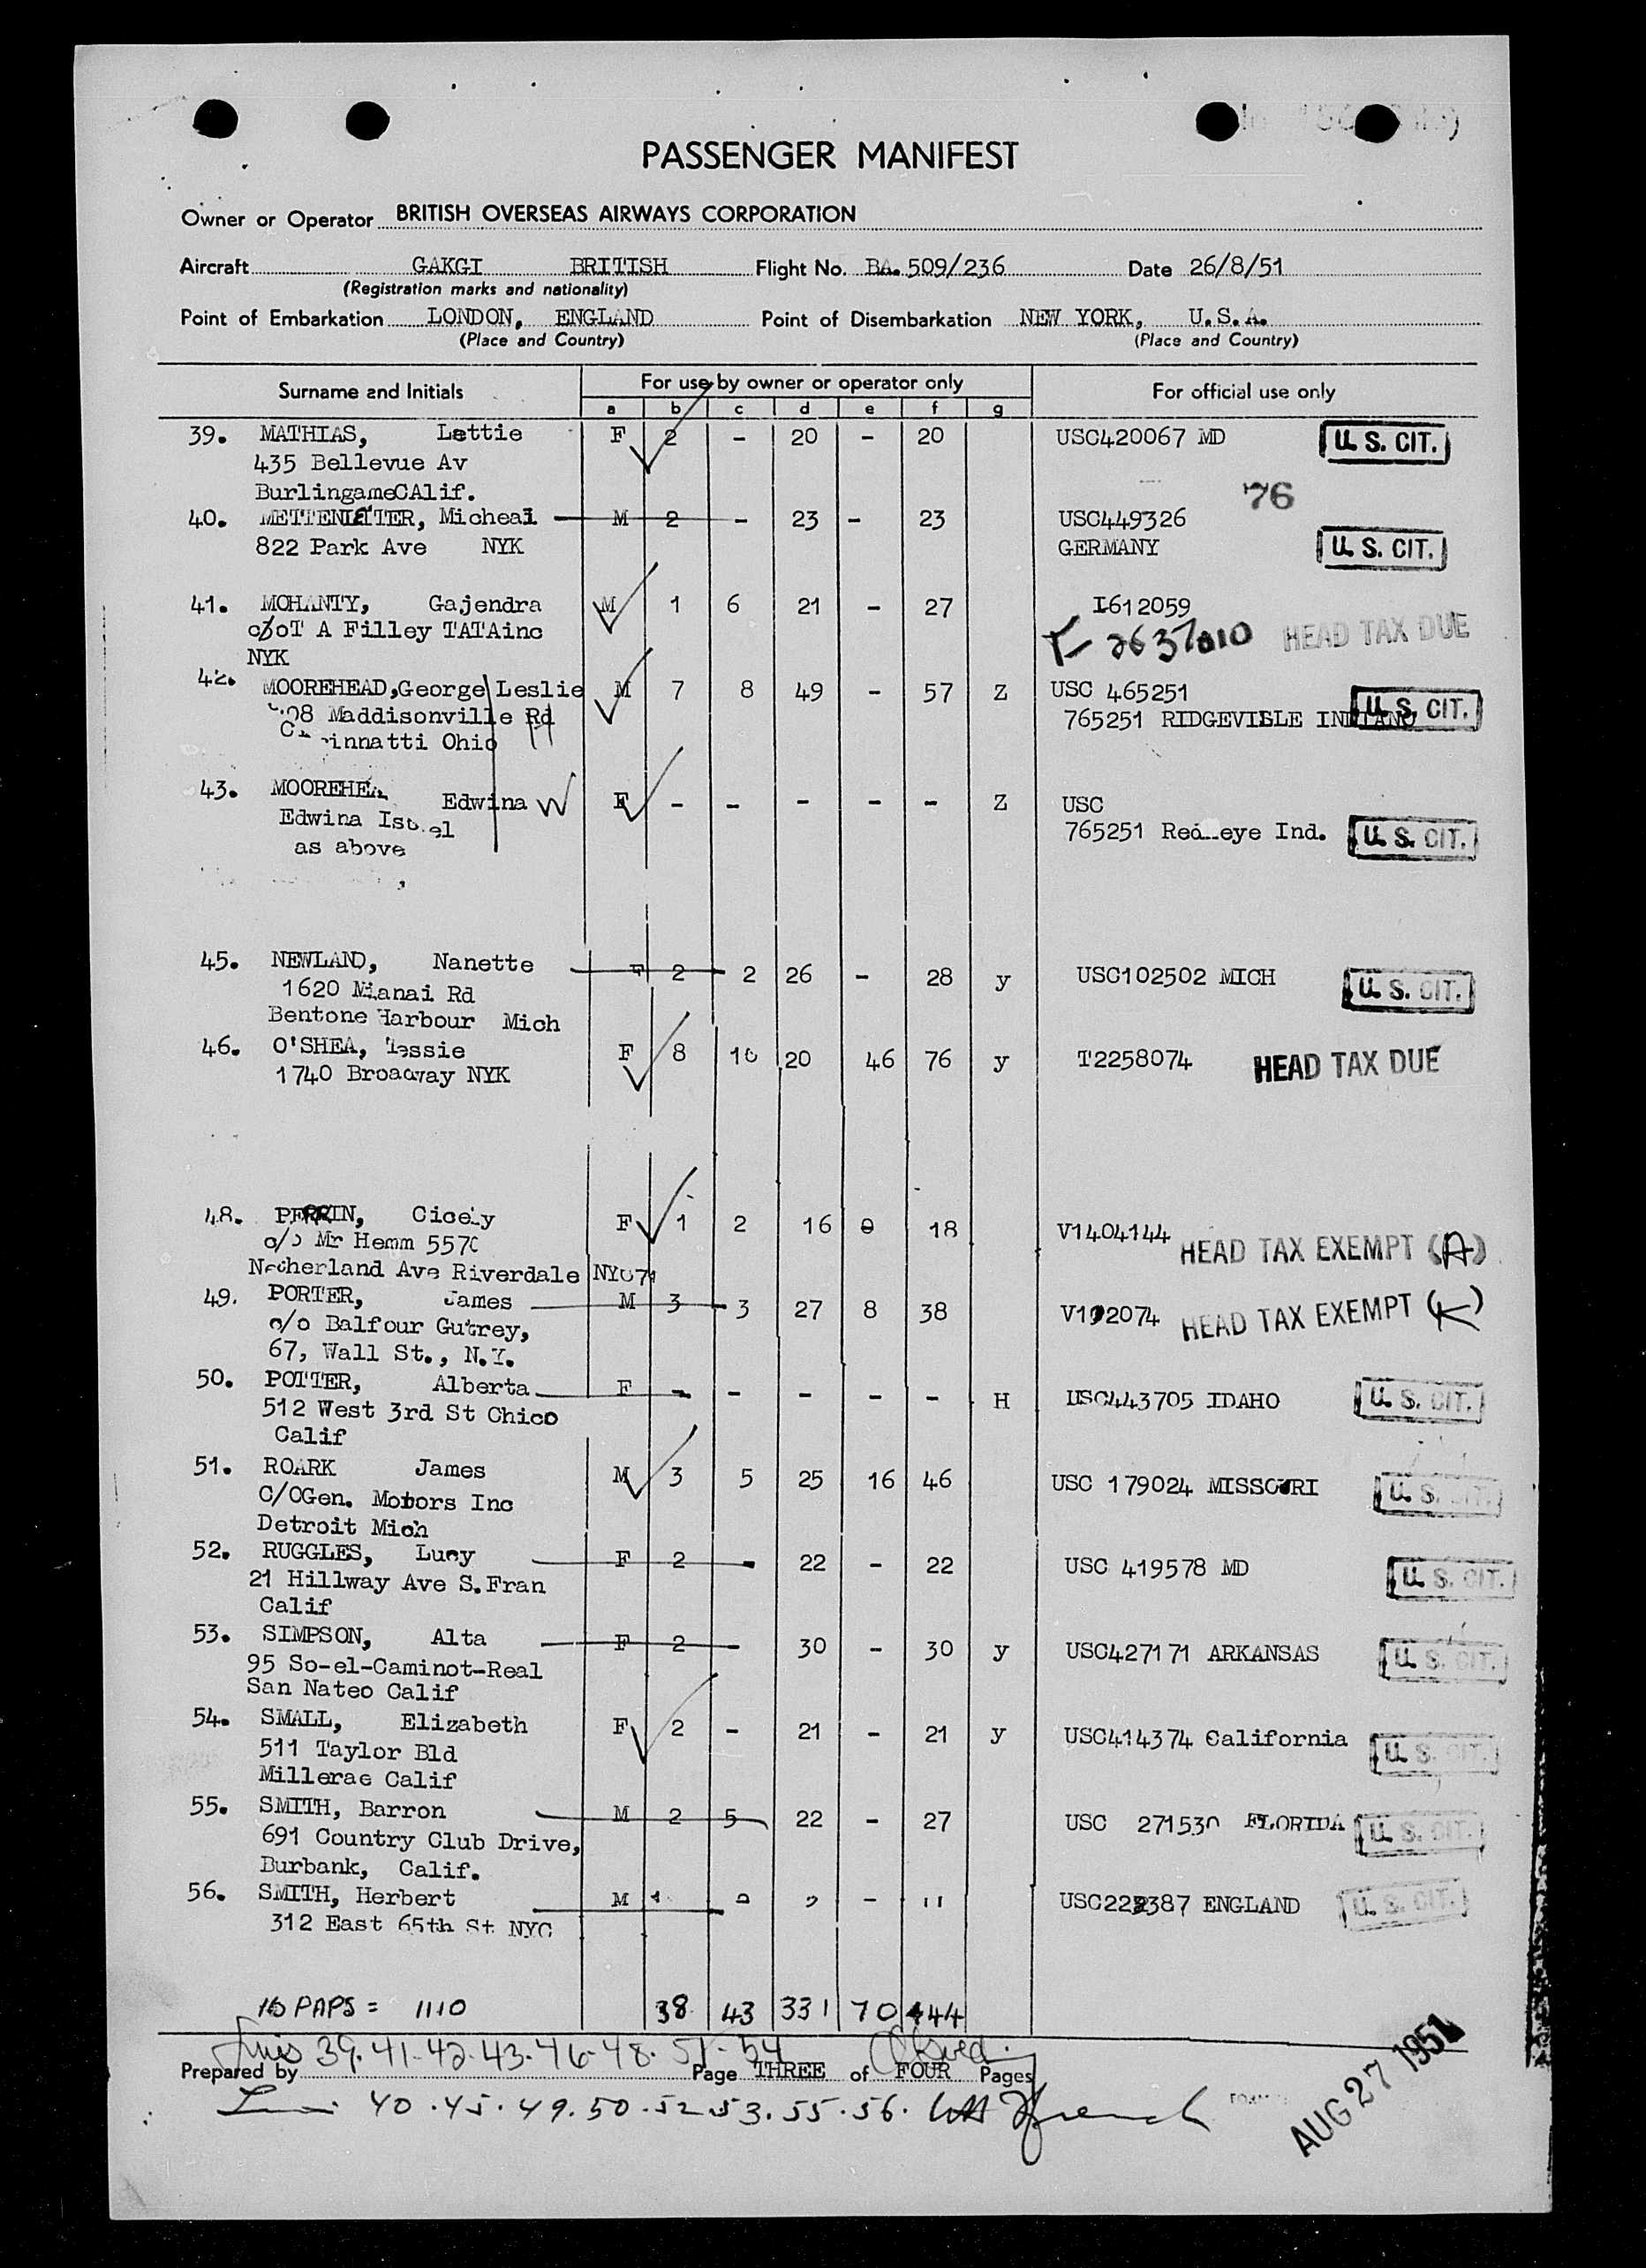 PASSENGER MANIFEST
Owner or Operator BRITISH OVERSEAS AIRWAYS CORPORATION
Aircraft GAKGI BRITISH Flight No. BA. 509/236 Date 26/8/51
(Registration marks and nationality)
Point of Embarkation LONDON, ENGLAND Point of Disembarkation NEW YORK, U.S.A.
(Place and Country) (Place and Country)
Surname and Initials For use by owner or operator only For official use only
a b c d e f g
39. MATHIAS, Lettie F 2 - 20 - 20 USC420067 MD U. S. CIT.
435 Bellevue Av
BurlingameCAlif. 76
40. Micheal M 2 - 23 - 23 USC449326
822 Park Ave NYK GERMANY U. S. CIT.
41. MOHANTY, Gajendra M 1 6 21 - 27 I612059
c/oT A Filley TATAinc HEAD TAX DUE
NYK
42. MOOREHEAD,George Leslie M 7 8 49 - 57 Z USC 465251
Maddisonville Rd 765251 RIDGEVILLE U. S. CIT.
Ohio
43. Edwina F - - - - - Z USC
Edwina 765251 Ind. U. S. CIT.
as above
45. NEWLAND, Nanette F 2 - 2 26 - 28 y USC102502 MICH U. S. CIT.
1620 Mianai Rd
Bentone Harbour Mich
46. O'SHEA, Tessie F 8 10 20 46 76 y T2258074 HEAD TAX DUE
1740 Broadway NYK
48. PERRIN, Cicely F 1 2 16 0 18 V1404144 HEAD TAX EXEMPT (A)
c/o Mr Hemm 5570
Netherland Ave Riverdale NYC71
49. PORTER, James M 3 - 3 27 8 38 HEAD TAX EXEMPT (K)
c/o Balfour Gutrey,
67, Wall St., N.Y.
50. POTTER, Alberta F - - - - - H USC443705 IDAHO U. S. CIT.
512 West 3rd St Chico
Calif
51. ROARK James M 3 5 25 16 46 USC 179024 MISSOURI U. S. CIT.
C/OGen. Motors Inc
Detroit Mich
52. RUGGLES, Lucy F 2 - 22 - 22 USC 419578 MD U. S. CIT.
21 Hillway Ave S.Fran
Calif
53. SIMPSON, Alta F 2 - 30 - 30 y USC427171 ARKANSAS U. S. CIT.
95 So-el-Caminot-Real
San Nateo Calif
54. SMALL, Elizabeth F 2 - 21 - 21 y USC414374 California U. S. CIT.
511 Taylor Bld
Millerae Calif
55. SMITH, Barron M 2 5 22 - 27 USC 271530 FLORIDA U. S. CIT.
691 Country Club Drive,
Burbank, Calif.
56. SMITH, Herbert M 1 - 11 ENGLAND U. S. CIT.
312 East 65th St NYC
16 PAPS = 1110 38 43 331 70 444
39. 41. 42. 43. 46. 48. 51. 54
Prepared by Page THREE of FOUR Pages
40 . 45 . 49. 50 . 52 . 53. 55 . 56.
AUG 27 1951